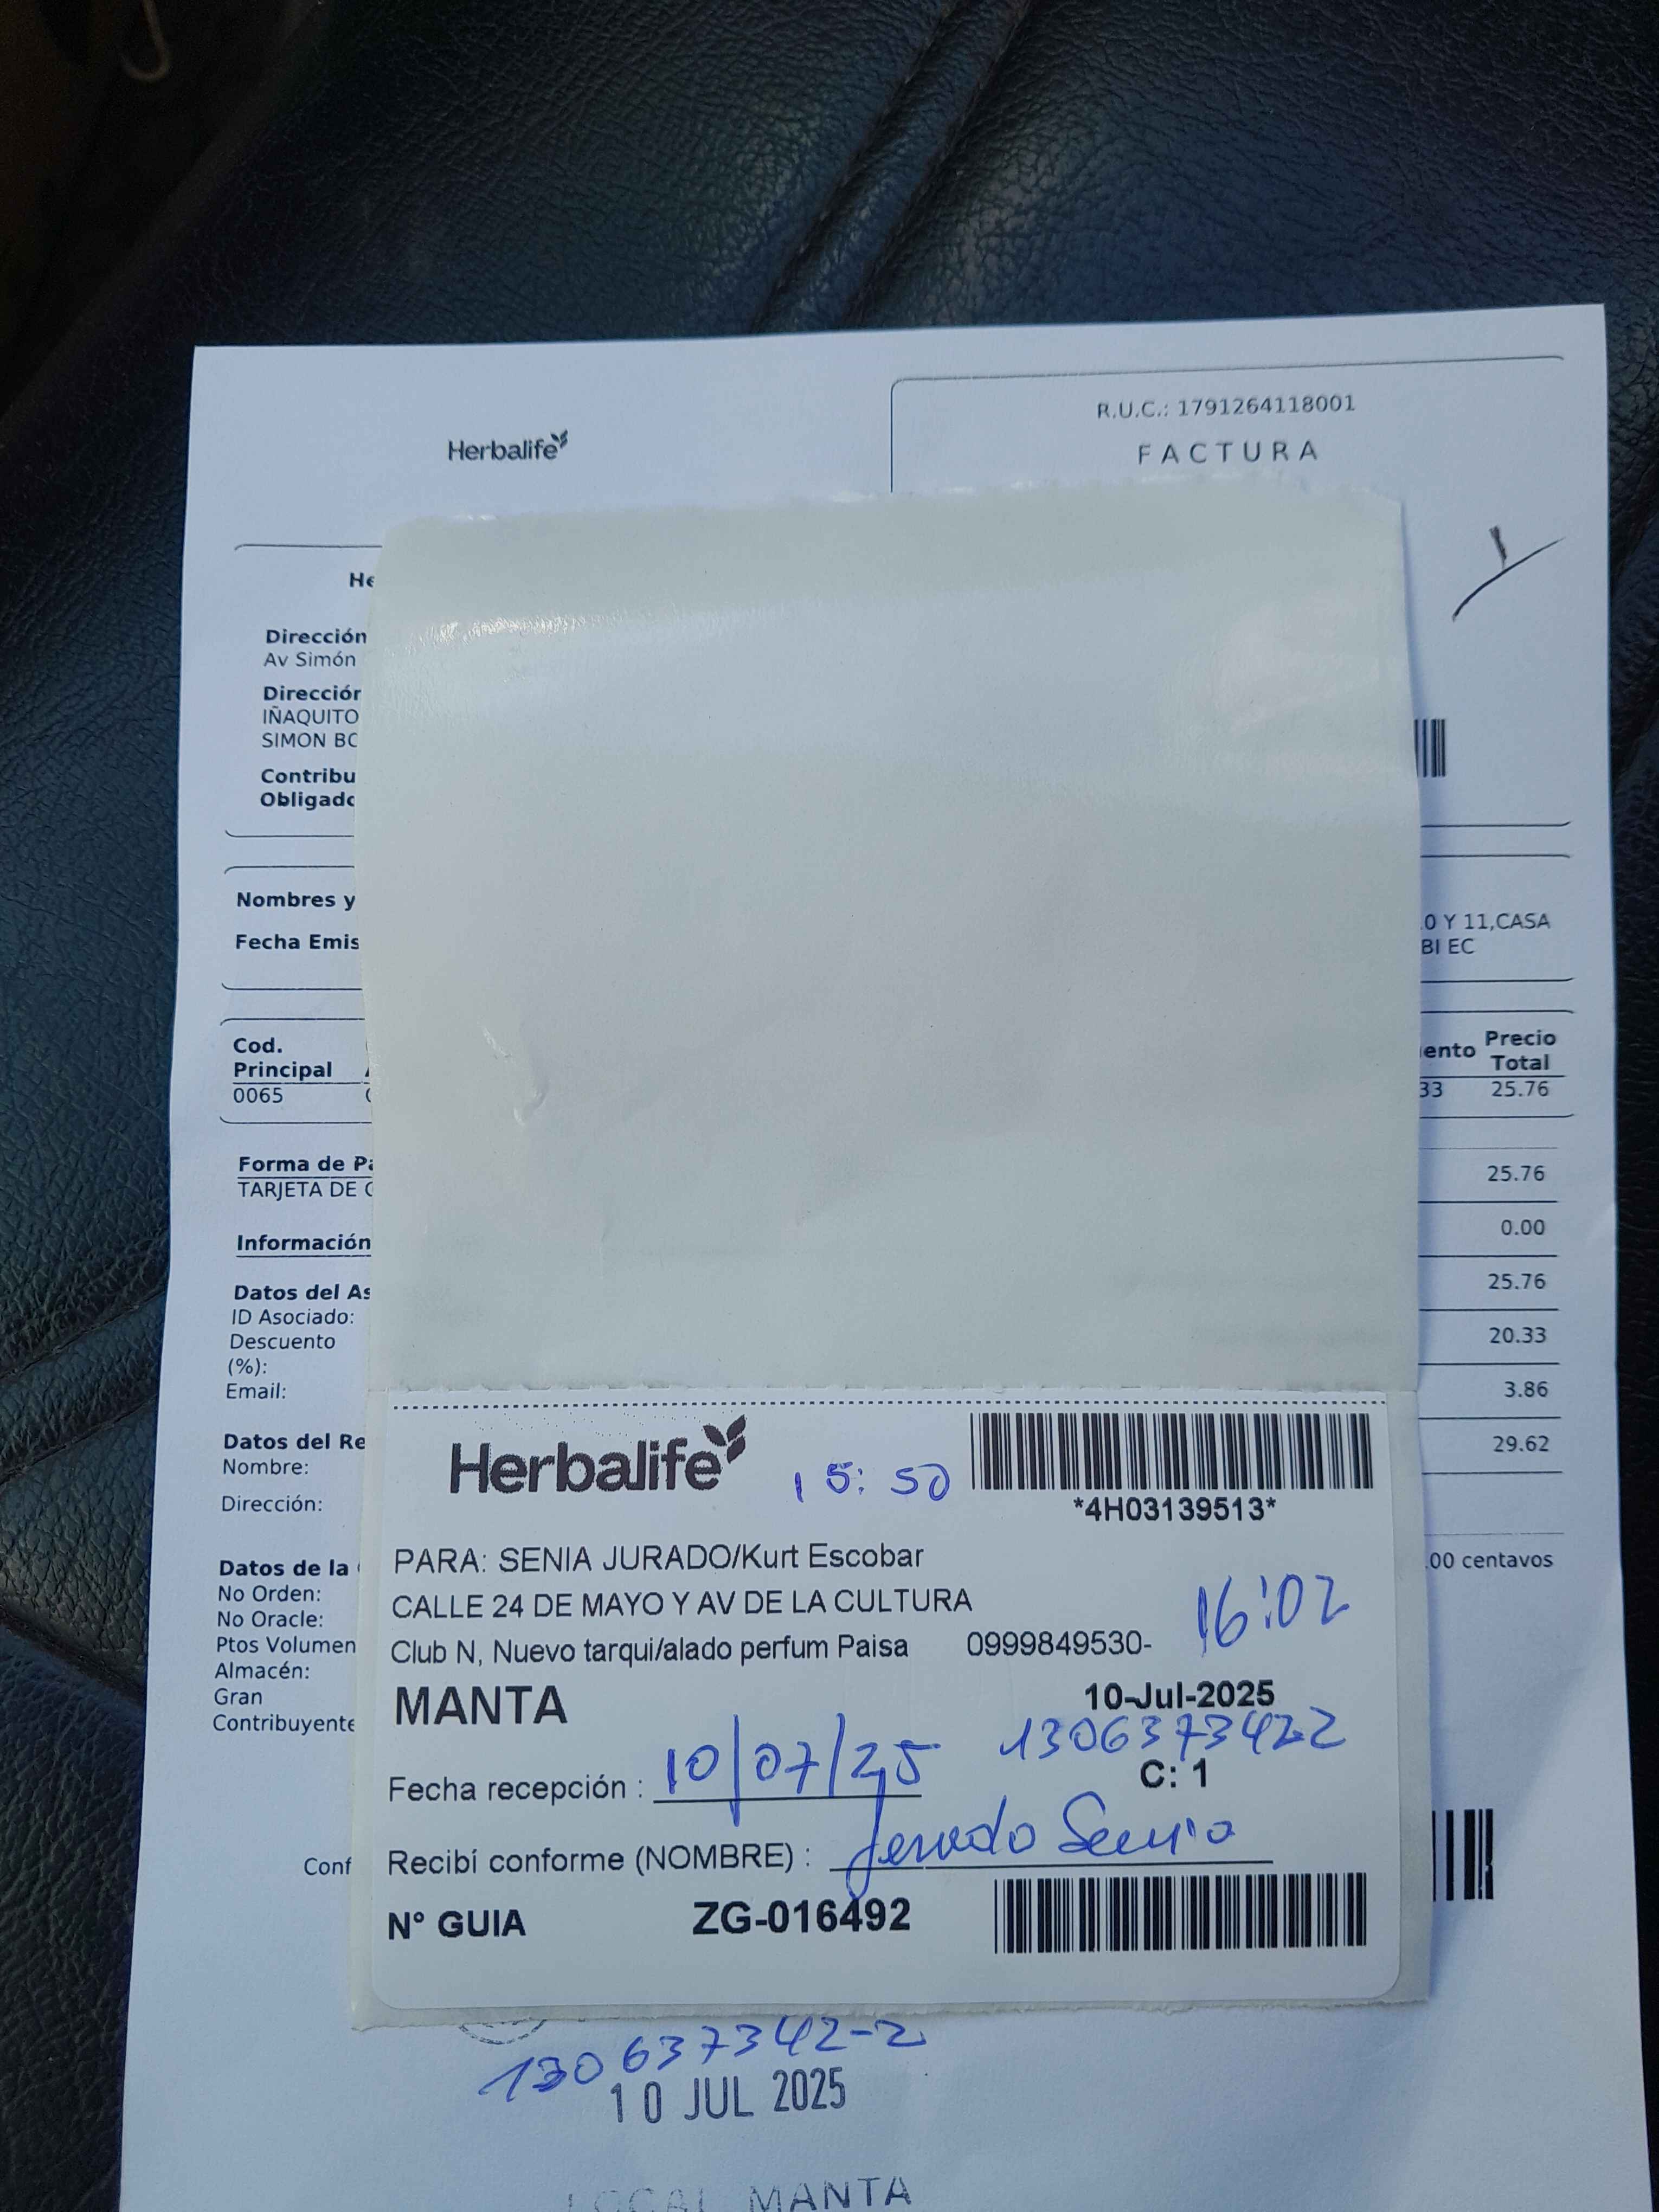 Herbalife
R.U.C.: 1791264118001
FACTURA
He
Dirección
Av Simón
Dirección
IÑAQUITO
SIMON BO
Contribu
Obligado
Nombres y
Fecha Emis
0 Y 11,CASA
BI EC
Cod.
Principal
ento
Precio
Total
0065
33
25.76
Forma de Pa
TARJETA DE
25.76
0.00
Información
25.76
Datos del As
ID Asociado:
Descuento
(%):
Email:
20.33
3.86
29.62
Datos del Re
Nombre:
Dirección:
Datos de la
No Orden:
No Oracle:
Ptos Volumen
Almacén:
Gran
Contribuyente
.00 centavos
Conf
Herbalife
15:50
*4H03139513*
PARA: SENIA JURADO/Kurt Escobar
CALLE 24 DE MAYO Y AV DE LA CULTURA
16:02
Club N, Nuevo tarqui/alado perfum Paisa 0999849530-
MANTA
10-Jul-2025
1306373422
Fecha recepción : 10/07/25
C: 1
Recibí conforme (NOMBRE) : Jurado Senia
N° GUIA ZG-016492
130637342-2
10 JUL 2025
LOCAL MANTA